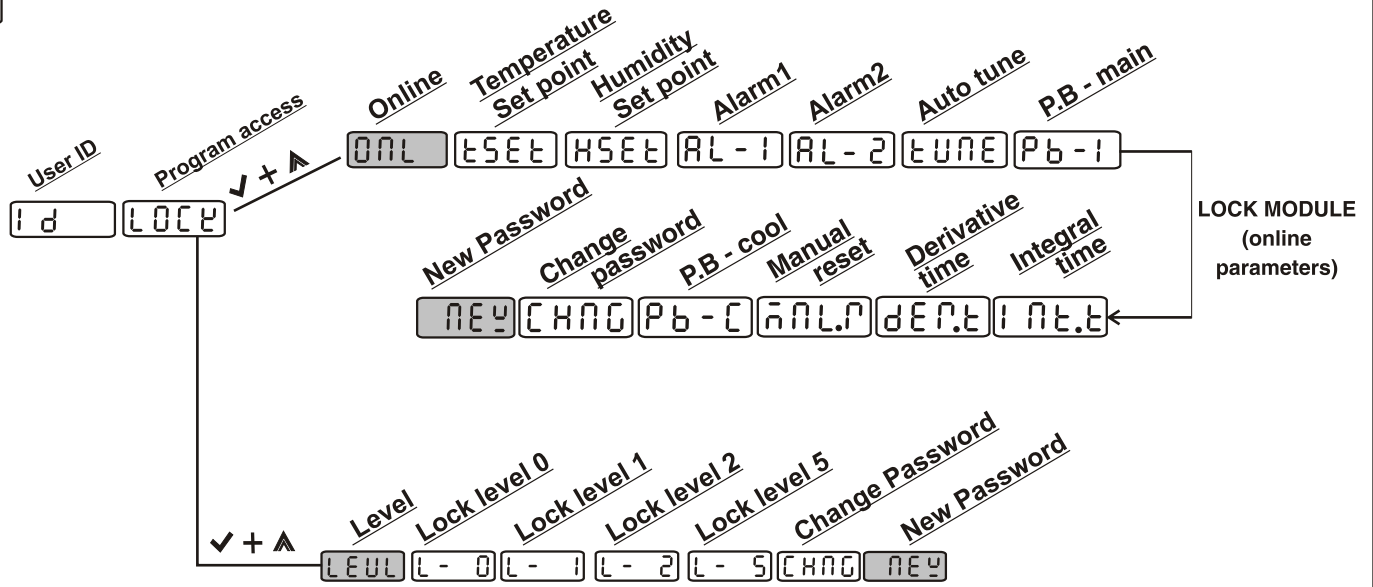 Online
Temperature
Set point
Humidity
Set point
Alarm1
Alarm2
Auto tune
P.B - main
User ID
Program access
✓ + ⩓
ONL
tSEt
HSEt
AL-1
AL-2
tUNE
Pb-1
Id
LOCK
LOCK MODULE
(online
parameters)
New Password
Change
password
P.B - cool
Manual
reset
Derivative
time
Integral
time
NEW
CHNG
Pb-C
MNL.r
dEr.t
INt.t
Level
Lock level 0
Lock level 1
Lock level 2
Lock level 5
Change Password
New Password
✓ + ⩓
LEVL
L- 0
L- 1
L- 2
L- 5
CHNG
NEW